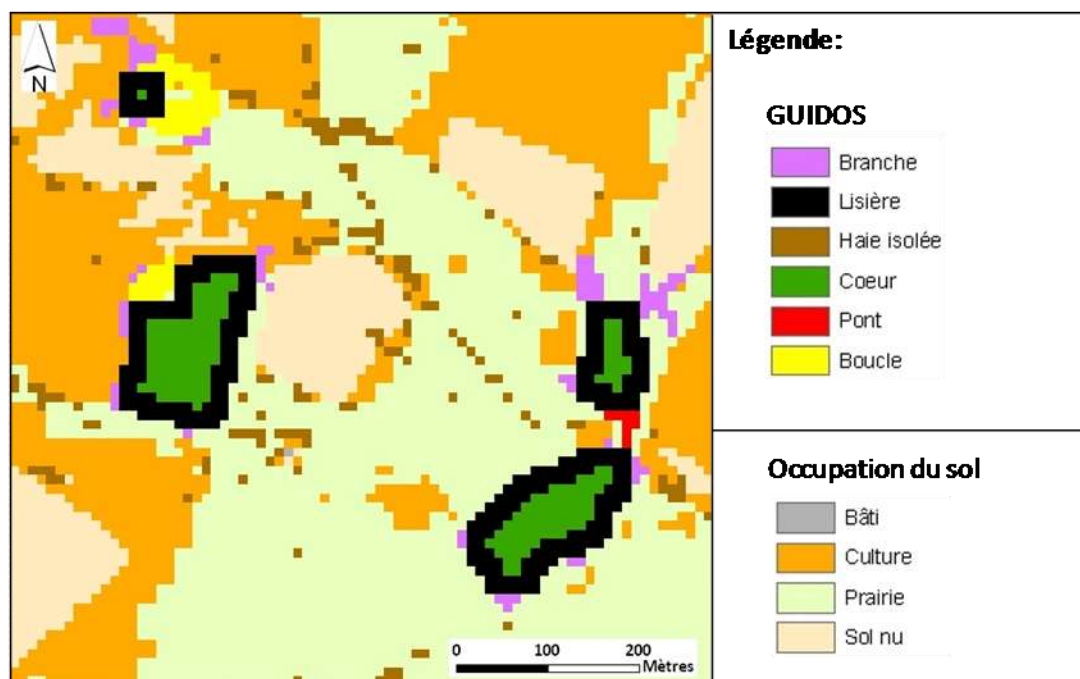 N
0 100 200
Mètres
Légende:
GUIDOS
Branche
Lisière
Haie isolée
Coeur
Pont
Boucle
Occupation du sol
Bâti
Culture
Prairie
Sol nu